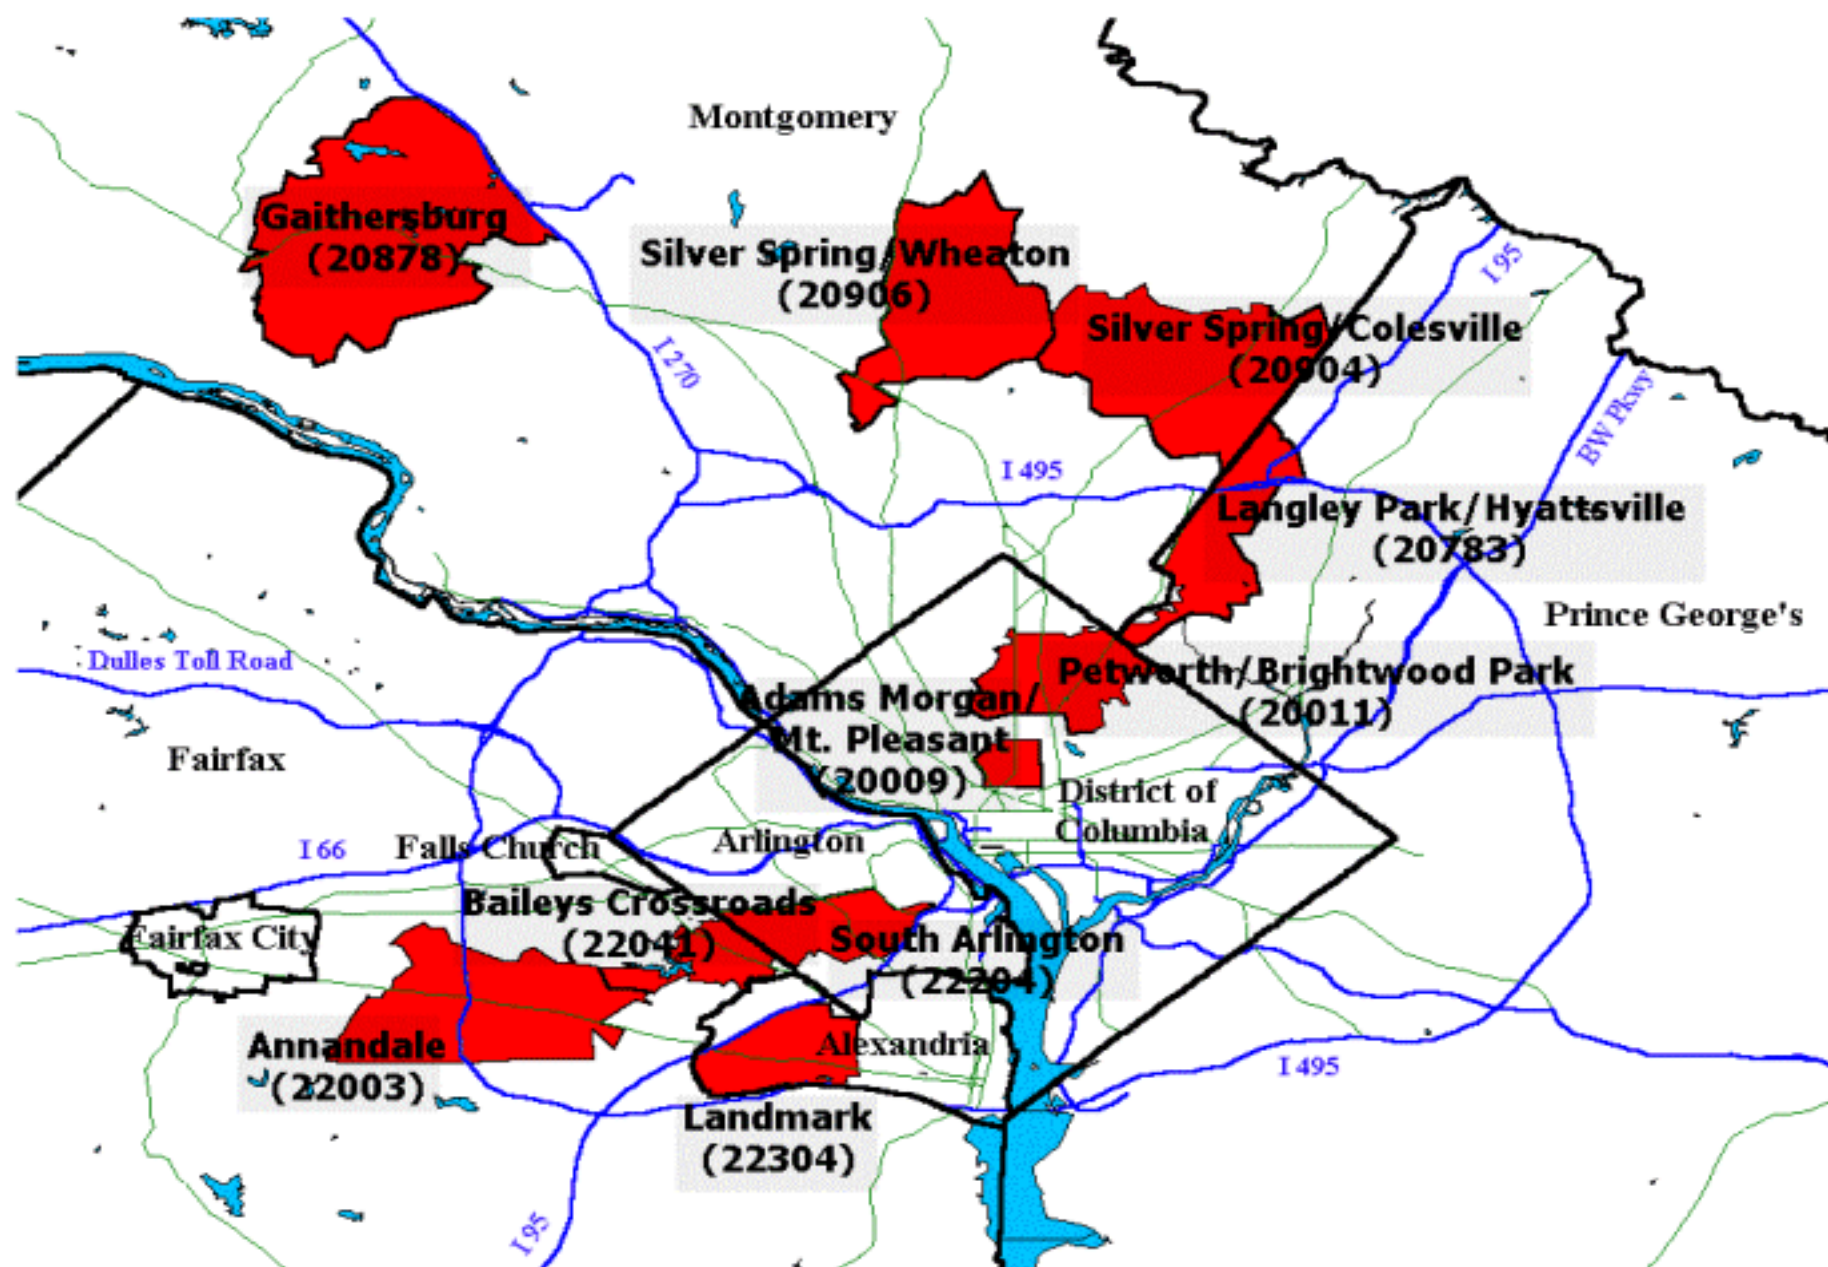 Montgomery
Gaithersburg
(20878)
Silver Spring/Wheaton
(20906)
I 95
Silver Spring/Colesville
(20904)
I 270
BW Pkwy
I 495
Langley Park/Hyattsville
(20783)
Prince George's
Dulles Toll Road
Petworth/Brightwood Park
(20011)
Adams Morgan/
Mt. Pleasant
(20009)
Fairfax
District of
Columbia
I 66
Falls Church
Arlington
Baileys Crossroads
(22041)
Fairfax City
South Arlington
(22204)
Annandale
(22003)
Alexandria
I 495
Landmark
(22304)
I 95